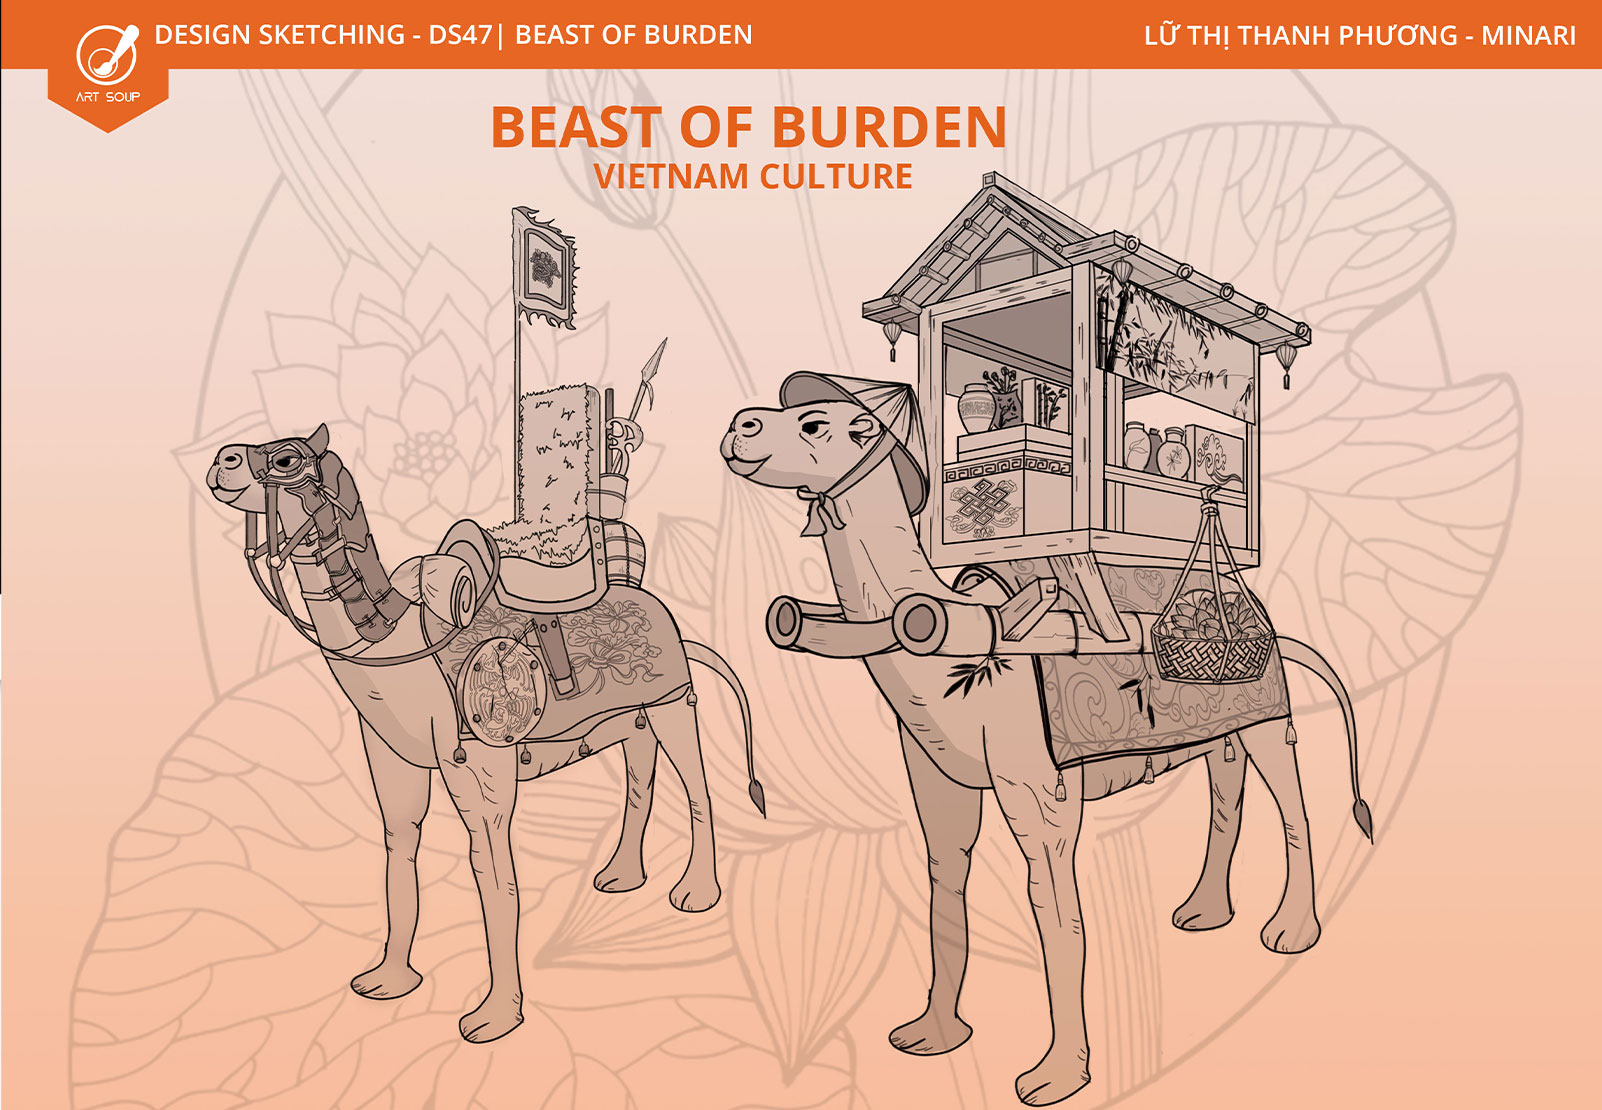 DESIGN SKETCHING - DS47| BEAST OF BURDEN
LỮ THỊ THANH PHƯƠNG - MINARI
ART SOUP
BEAST OF BURDEN
VIETNAM CULTURE